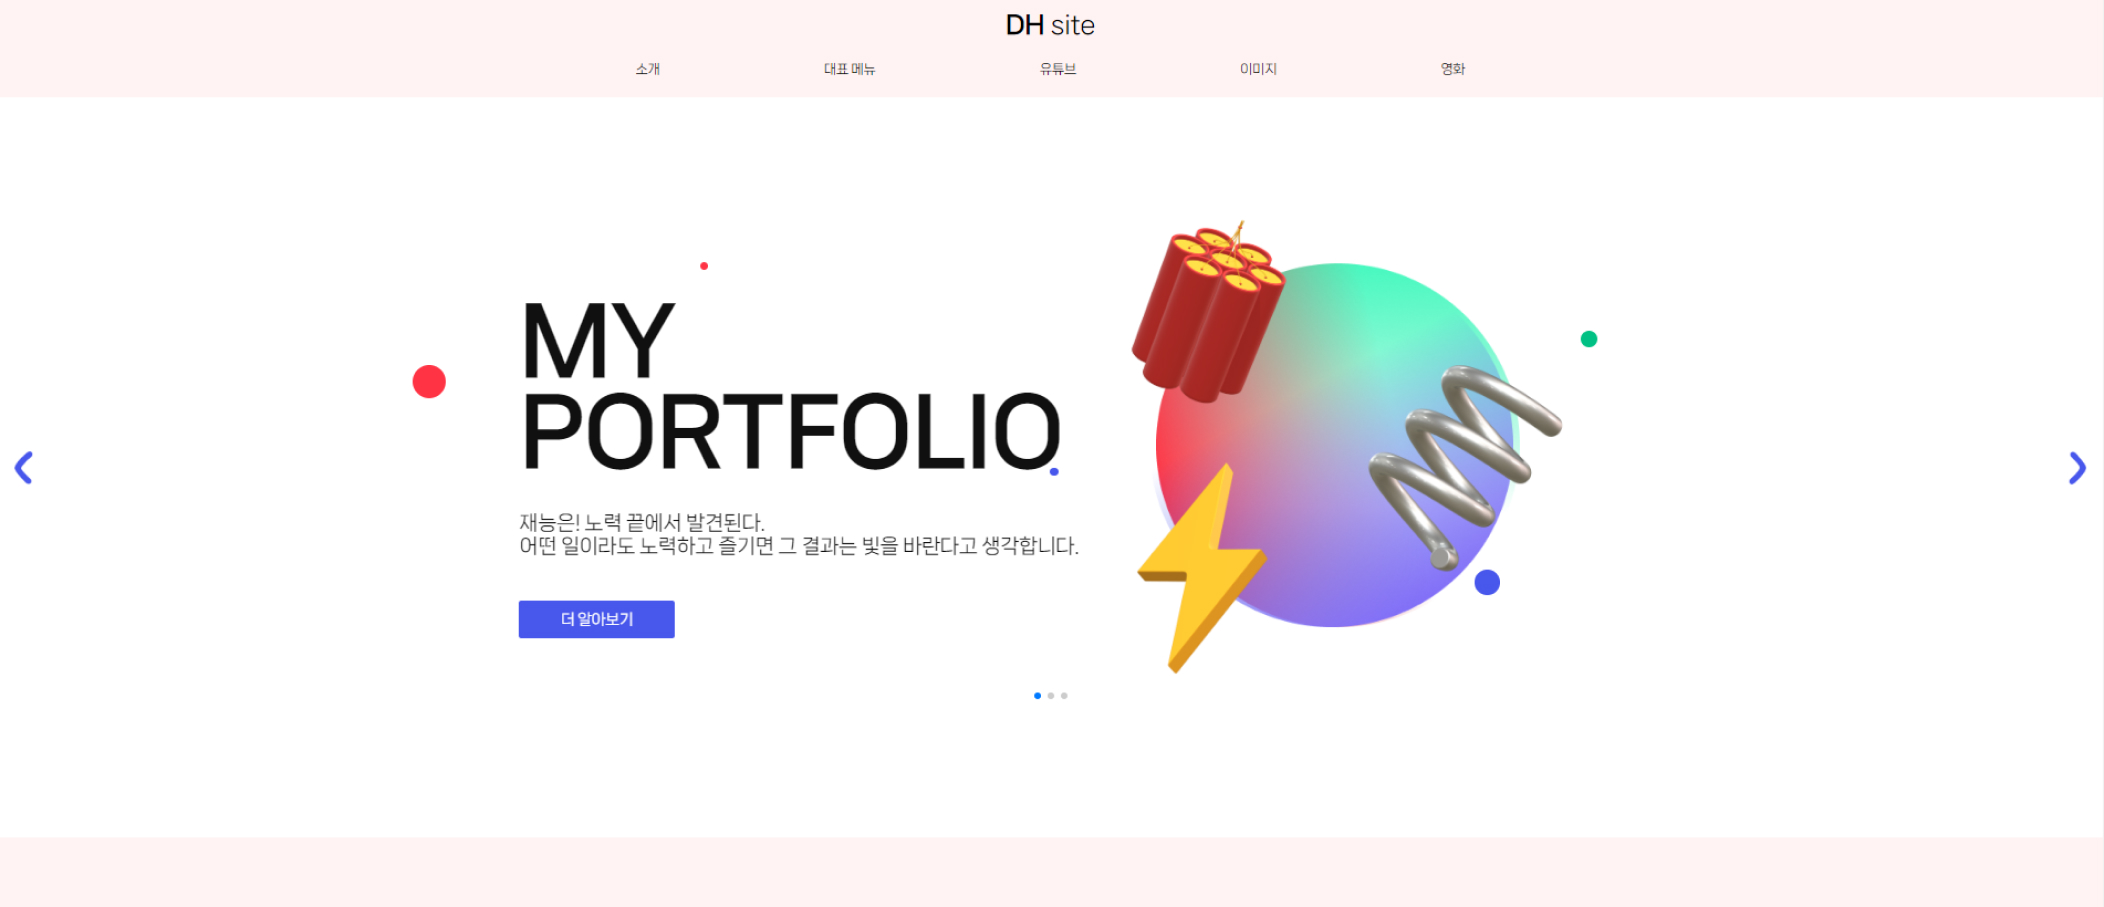 DH site
소개 대표 메뉴 유튜브 이미지 영화
MY
PORTFOLIO
재능은! 노력 끝에서 발견된다.
어떤 일이라도 노력하고 즐기면 그 결과는 빛을 바란다고 생각합니다.
더 알아보기